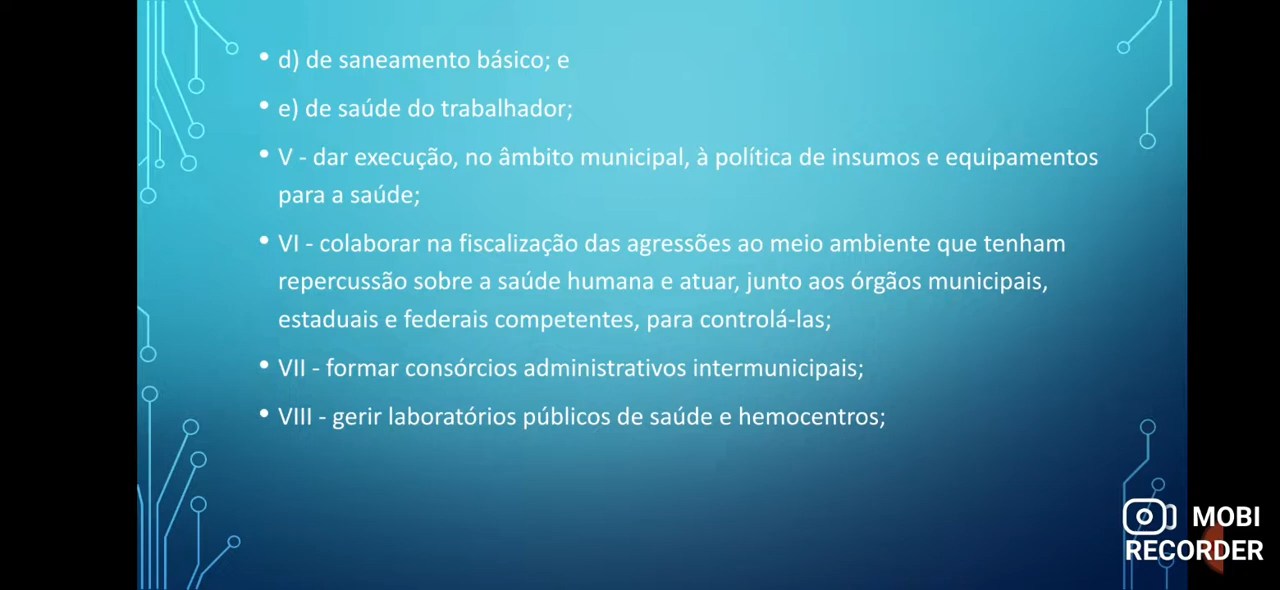 • d) de saneamento básico; e
• e) de saúde do trabalhador;
• V - dar execução, no âmbito municipal, à política de insumos e equipamentos
para a saúde;
• VI - colaborar na fiscalização das agressões ao meio ambiente que tenham
repercussão sobre a saúde humana e atuar, junto aos órgãos municipais,
estaduais e federais competentes, para controlá-las;
• VII - formar consórcios administrativos intermunicipais;
• VIII - gerir laboratórios públicos de saúde e hemocentros;
MOBI
RECORDER